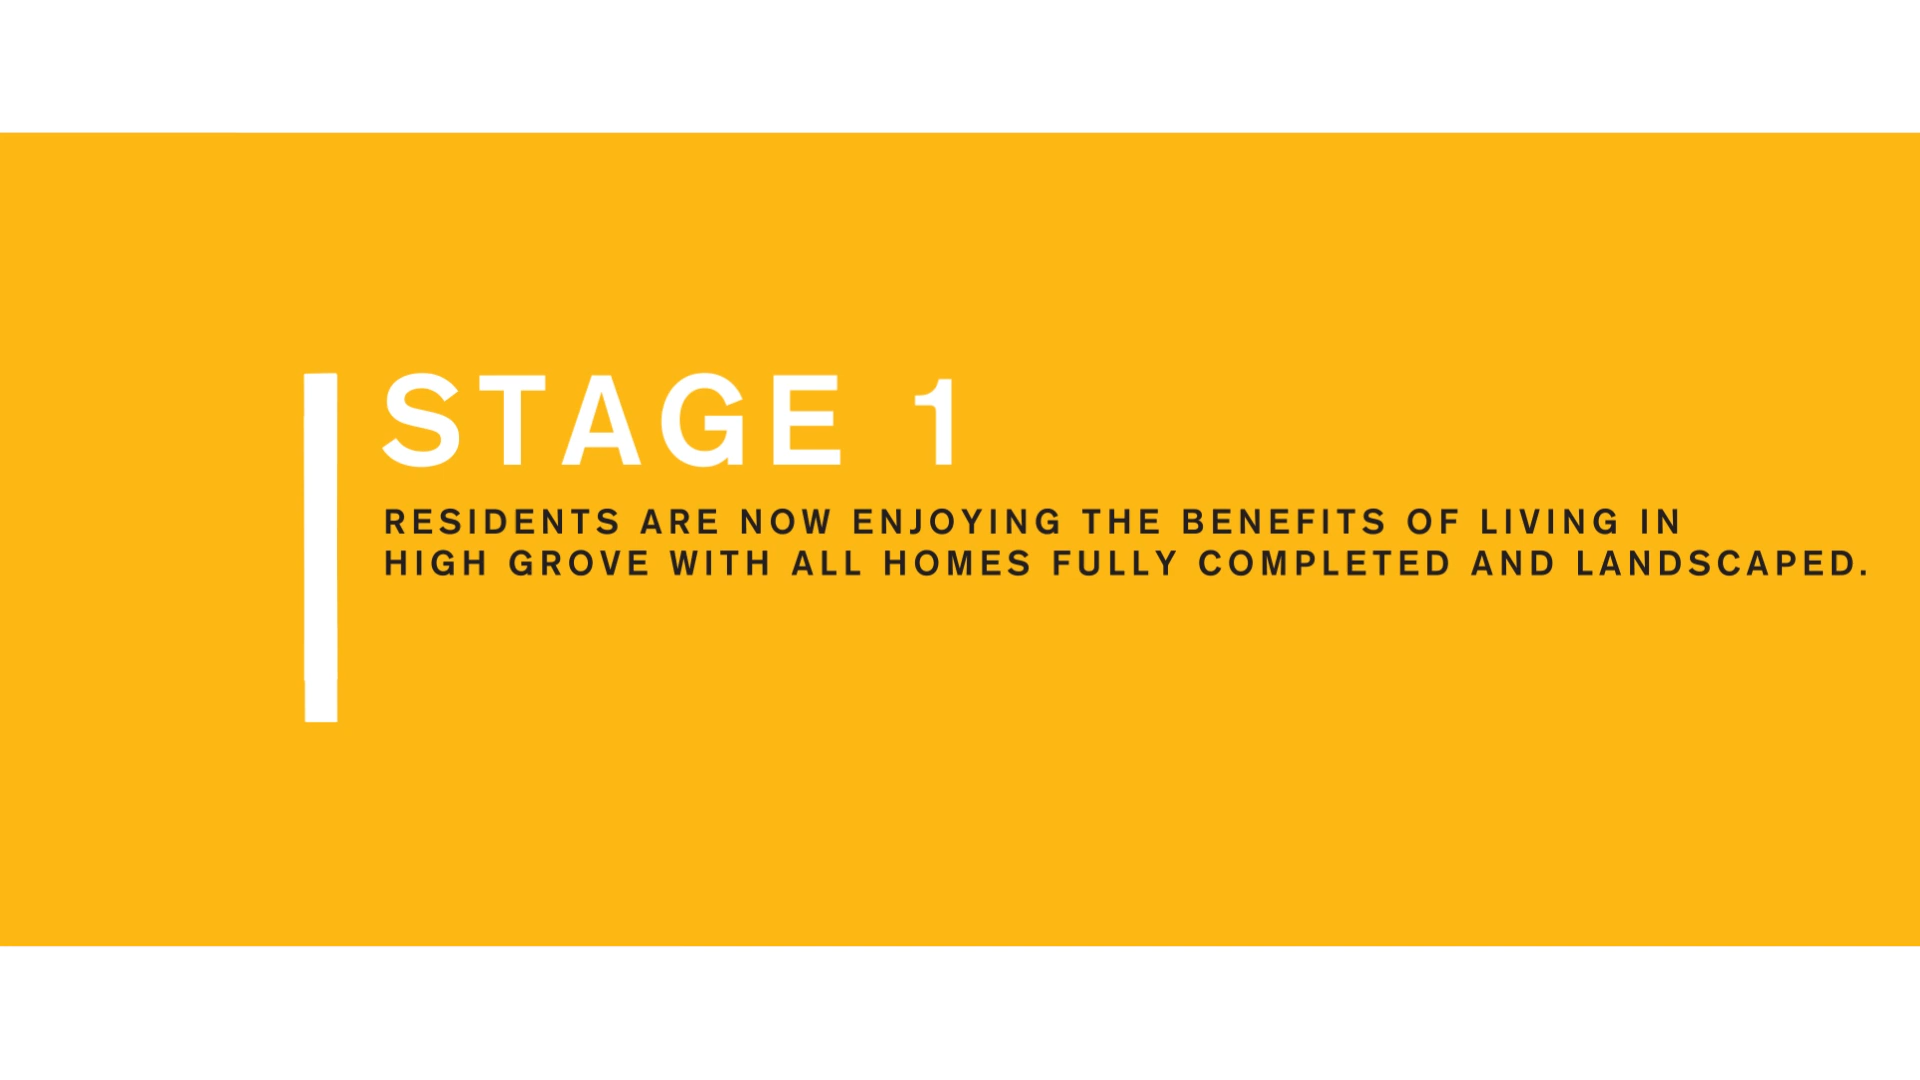 STAGE 1
RESIDENTS ARE NOW ENJOYING THE BENEFITS OF LIVING IN
HIGH GROVE WITH ALL HOMES FULLY COMPLETED AND LANDSCAPED.